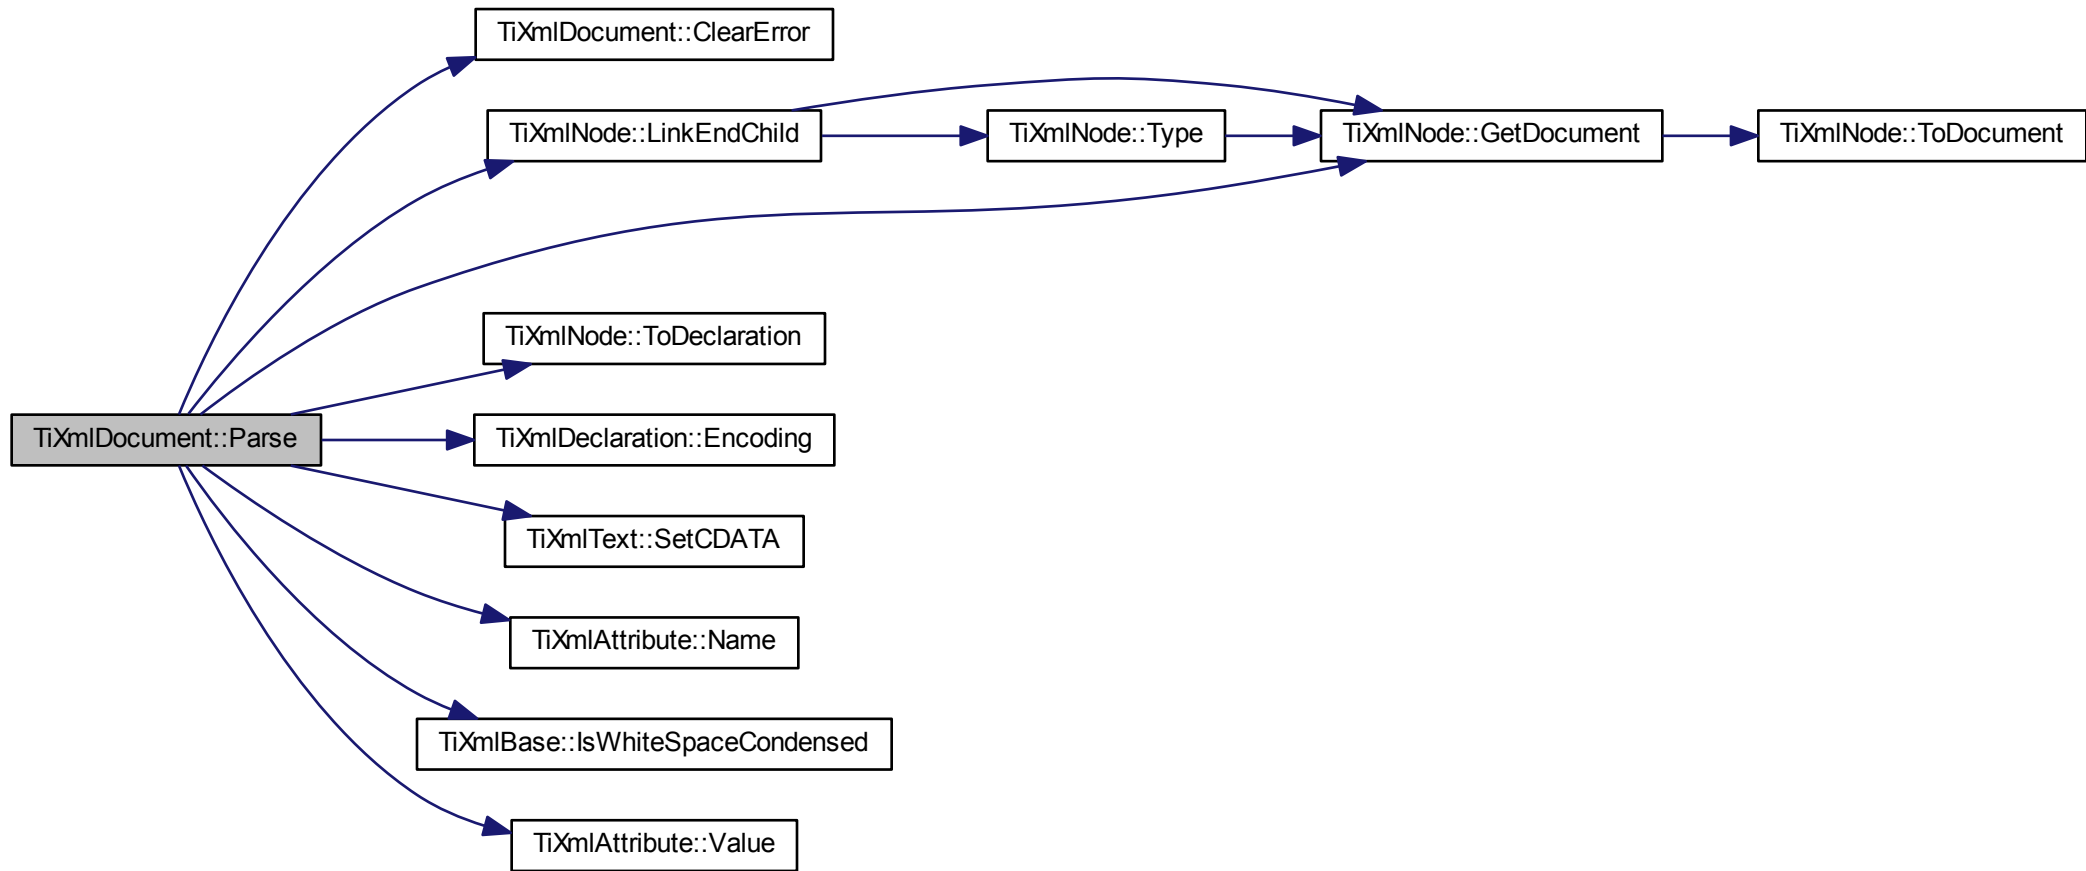 TiXmlDocument::ClearError
TiXmlNode::LinkEndChild
TiXmlNode::Type
TiXmlNode::GetDocument
TiXmlNode::ToDocument
TiXmlNode::ToDeclaration
TiXmlDocument::Parse
TiXmlDeclaration::Encoding
TiXmlText::SetCDATA
TiXmlAttribute::Name
TiXmlBase::IsWhiteSpaceCondensed
TiXmlAttribute::Value